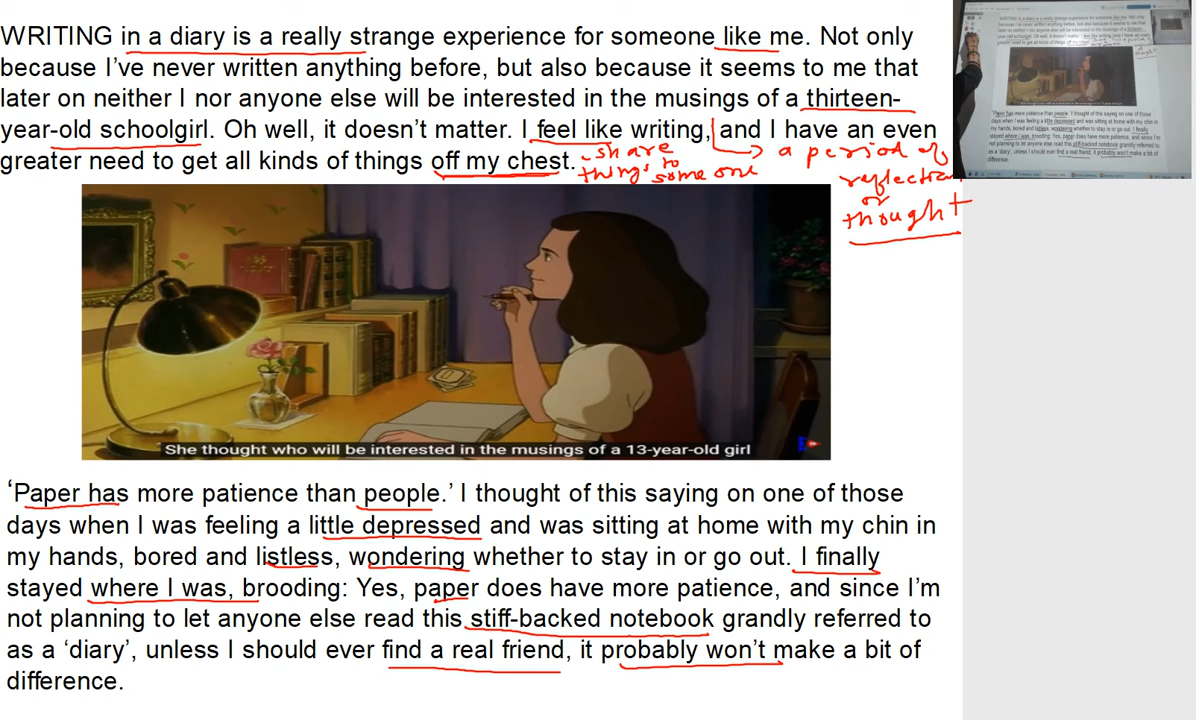 WRITING in a diary is a really strange experience for someone like me. Not only
because I've never written anything before, but also because it seems to me that
later on neither I nor anyone else will be interested in the musings of a thirteen-
year-old schoolgirl. Oh well, it doesn't matter. I feel like writing, and I have an even
greater need to get all kinds of things off my chest.
- share
things to
some one
→ a period of
reflection
or
thought
She thought who will be interested in the musings of a 13-year-old girl
‘Paper has more patience than people.’ I thought of this saying on one of those
days when I was feeling a little depressed and was sitting at home with my chin in
my hands, bored and listless, wondering whether to stay in or go out. I finally
stayed where I was, brooding: Yes, paper does have more patience, and since I'm
not planning to let anyone else read this stiff-backed notebook grandly referred to
as a ‘diary’, unless I should ever find a real friend, it probably won't make a bit of
difference.